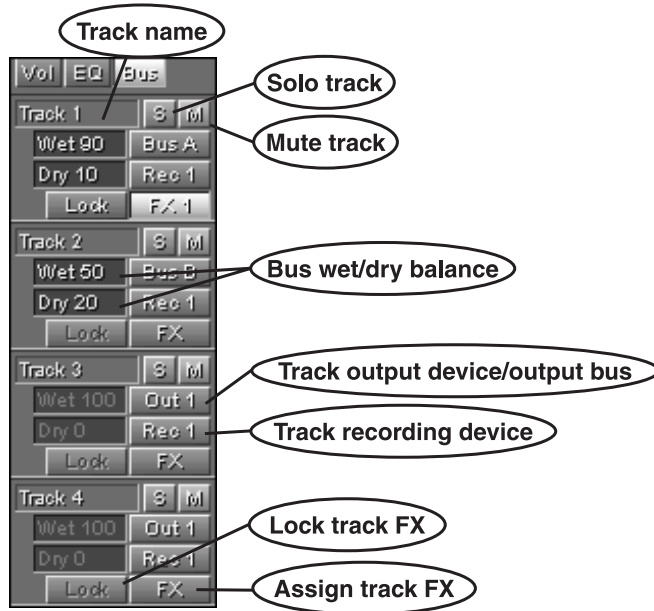 Track name
Vol EQ Bus
Solo track
Track 1 S M
Mute track
Wet 90 Bus A
Dry 10 Rec 1
Lock FX 1
Track 2 S M
Wet 50 Bus B
Bus wet/dry balance
Dry 20 Rec 1
Lock FX
Track 3 S M
Track output device/output bus
Wet 100 Out 1
Dry 0 Rec 1
Track recording device
Lock FX
Track 4 S M
Wet 100 Out 1
Lock track FX
Dry 0 Rec 1
Lock FX
Assign track FX